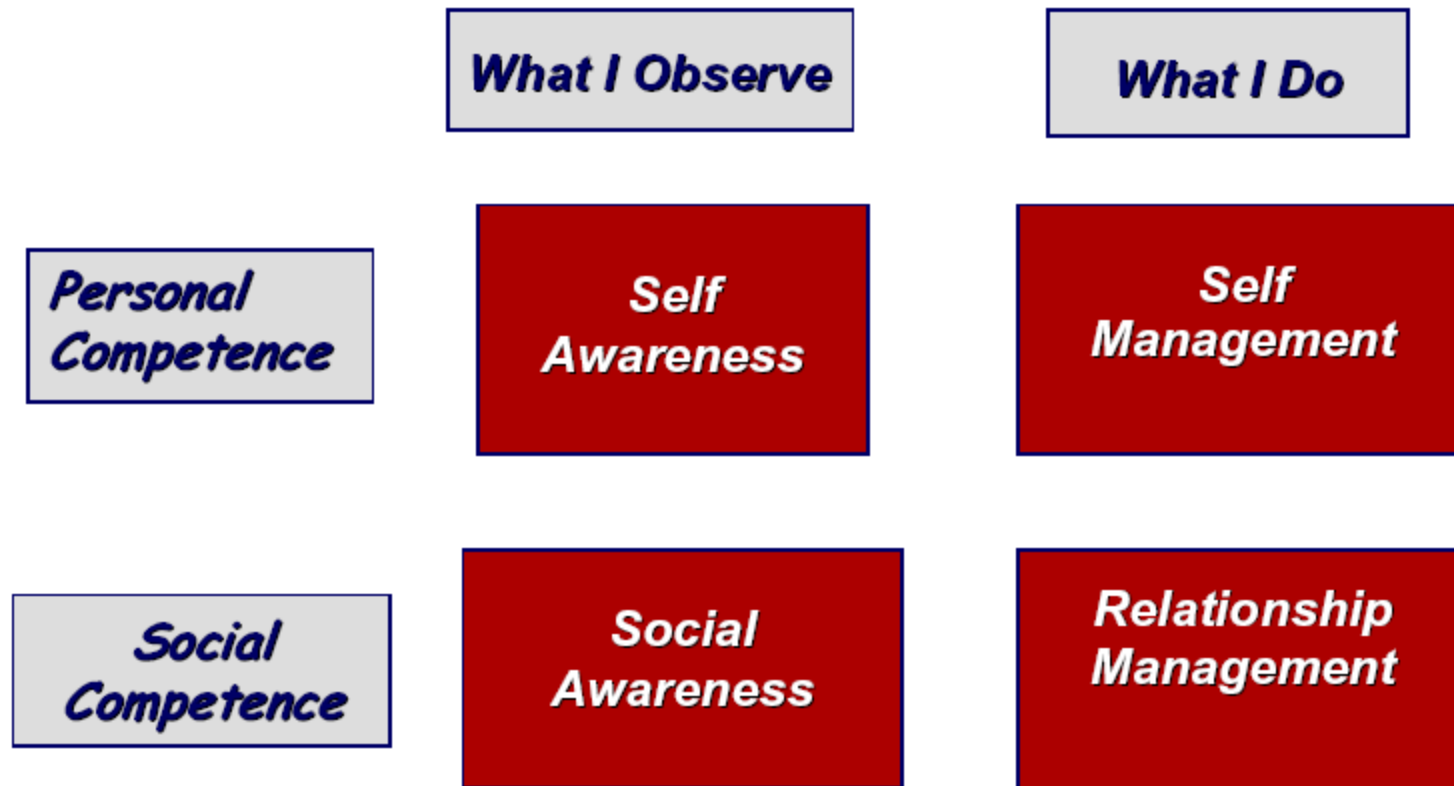 What I Observe
What I Do
Personal
Competence
Self
Awareness
Self
Management
Social
Competence
Social
Awareness
Relationship
Management